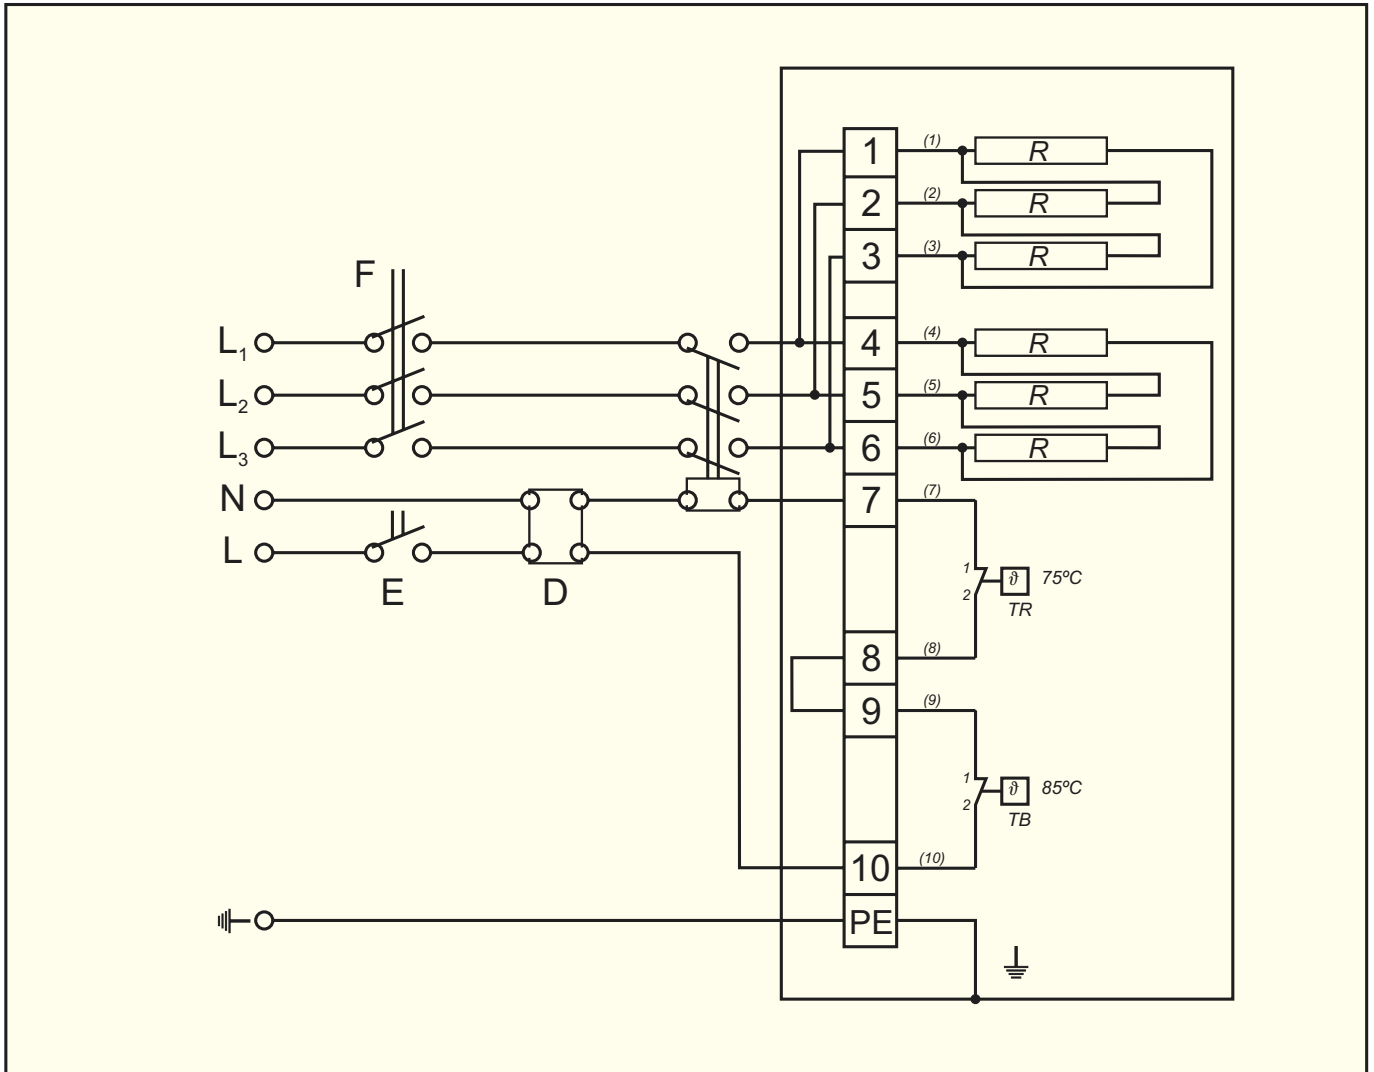 1 (1) R
2 (2) R
3 (3) R
F
L1 4 (4) R
L2 5 (5) R
L3 6 (6) R
N 7 (7)
L
E D
1 ϑ 75ºC
2 TR
8 (8)
9 (9)
1 ϑ 85ºC
2 TB
10 (10)
PE